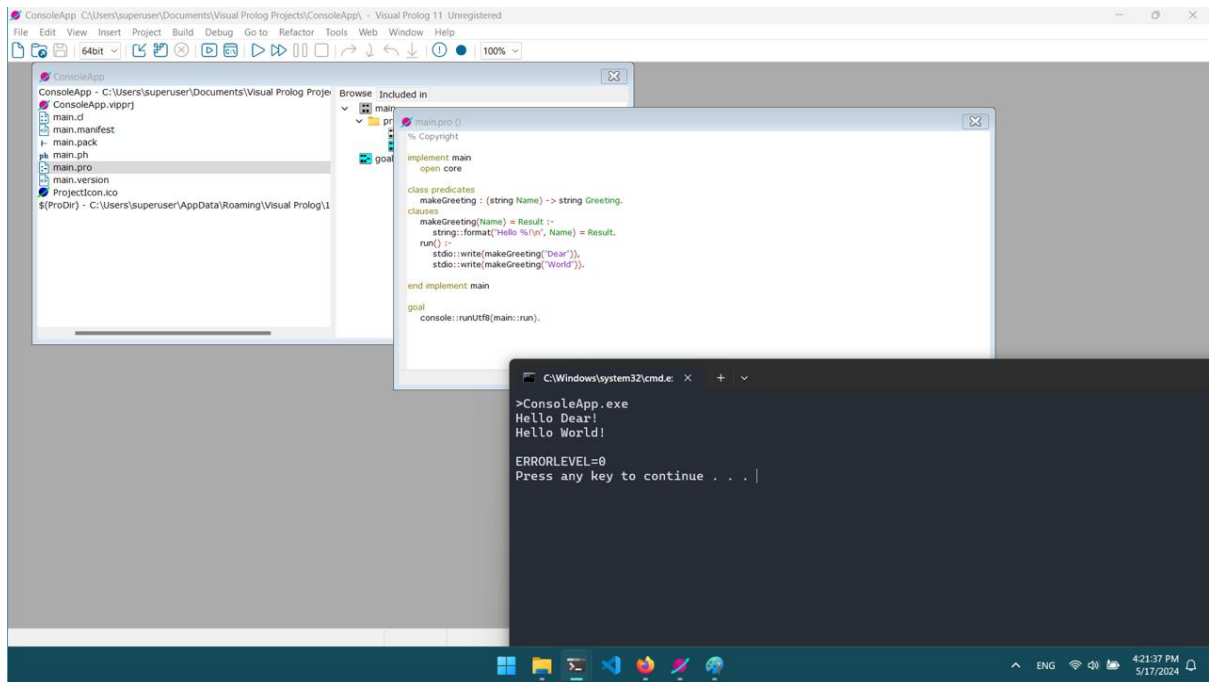 ConsoleApp C:\Users\superuser\Documents\Visual Prolog Projects\ConsoleApp\ - Visual Prolog 11 Unregistered
File Edit View Insert Project Build Debug Go to Refactor Tools Web Window Help
64bit
100%
ConsoleApp
ConsoleApp - C:\Users\superuser\Documents\Visual Prolog Proje
ConsoleApp.vipprj
main.cl
main.manifest
main.pack
main.ph
main.pro
main.version
ProjectIcon.ico
$(ProDir) - C:\Users\superuser\AppData\Roaming\Visual Prolog\1
Browse Included in
main
pr
goal
main.pro ()
% Copyright
implement main
open core
class predicates
makeGreeting : (string Name) -> string Greeting.
clauses
makeGreeting(Name) = Result :-
string::format("Hello %!\n", Name) = Result.
run() :-
stdio::write(makeGreeting("Dear")),
stdio::write(makeGreeting("World")).
end implement main
goal
console::runUtf8(main::run).
C:\Windows\system32\cmd.e:
>ConsoleApp.exe
Hello Dear!
Hello World!
ERRORLEVEL=0
Press any key to continue . . .
ENG
4:21:37 PM
5/17/2024